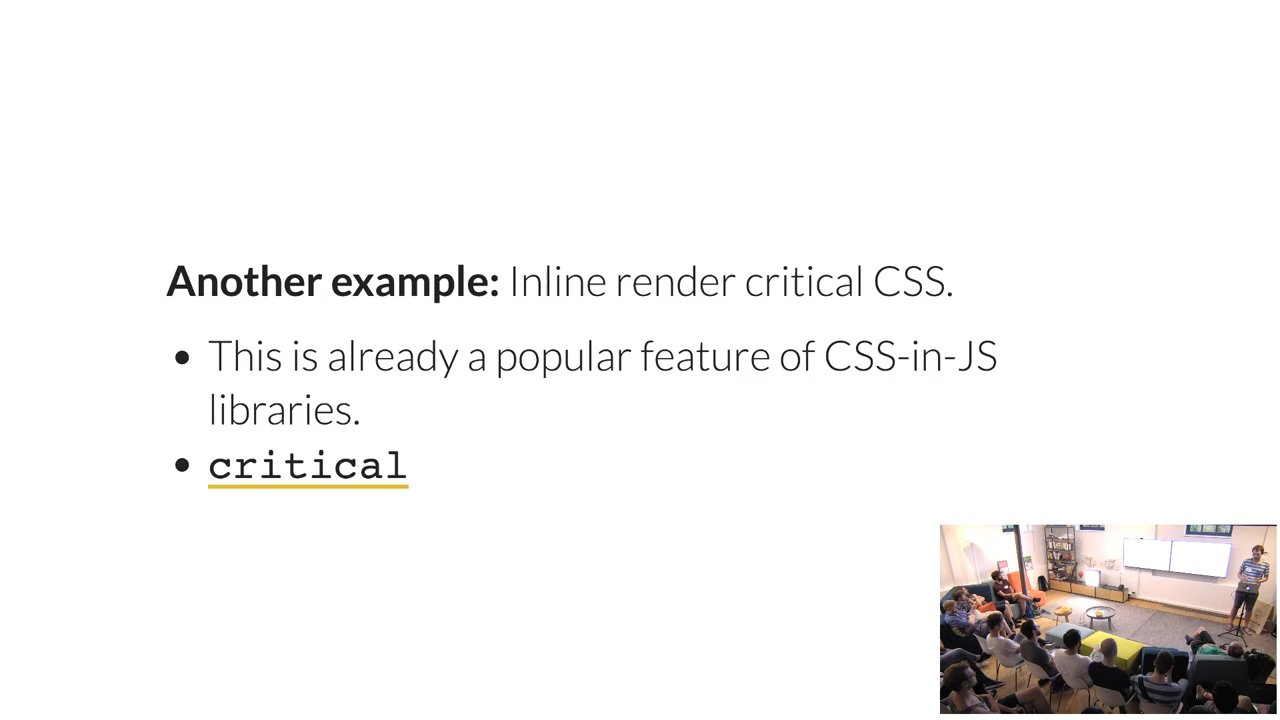 Another example: Inline render critical CSS.
• This is already a popular feature of CSS-in-JS
libraries.
• critical